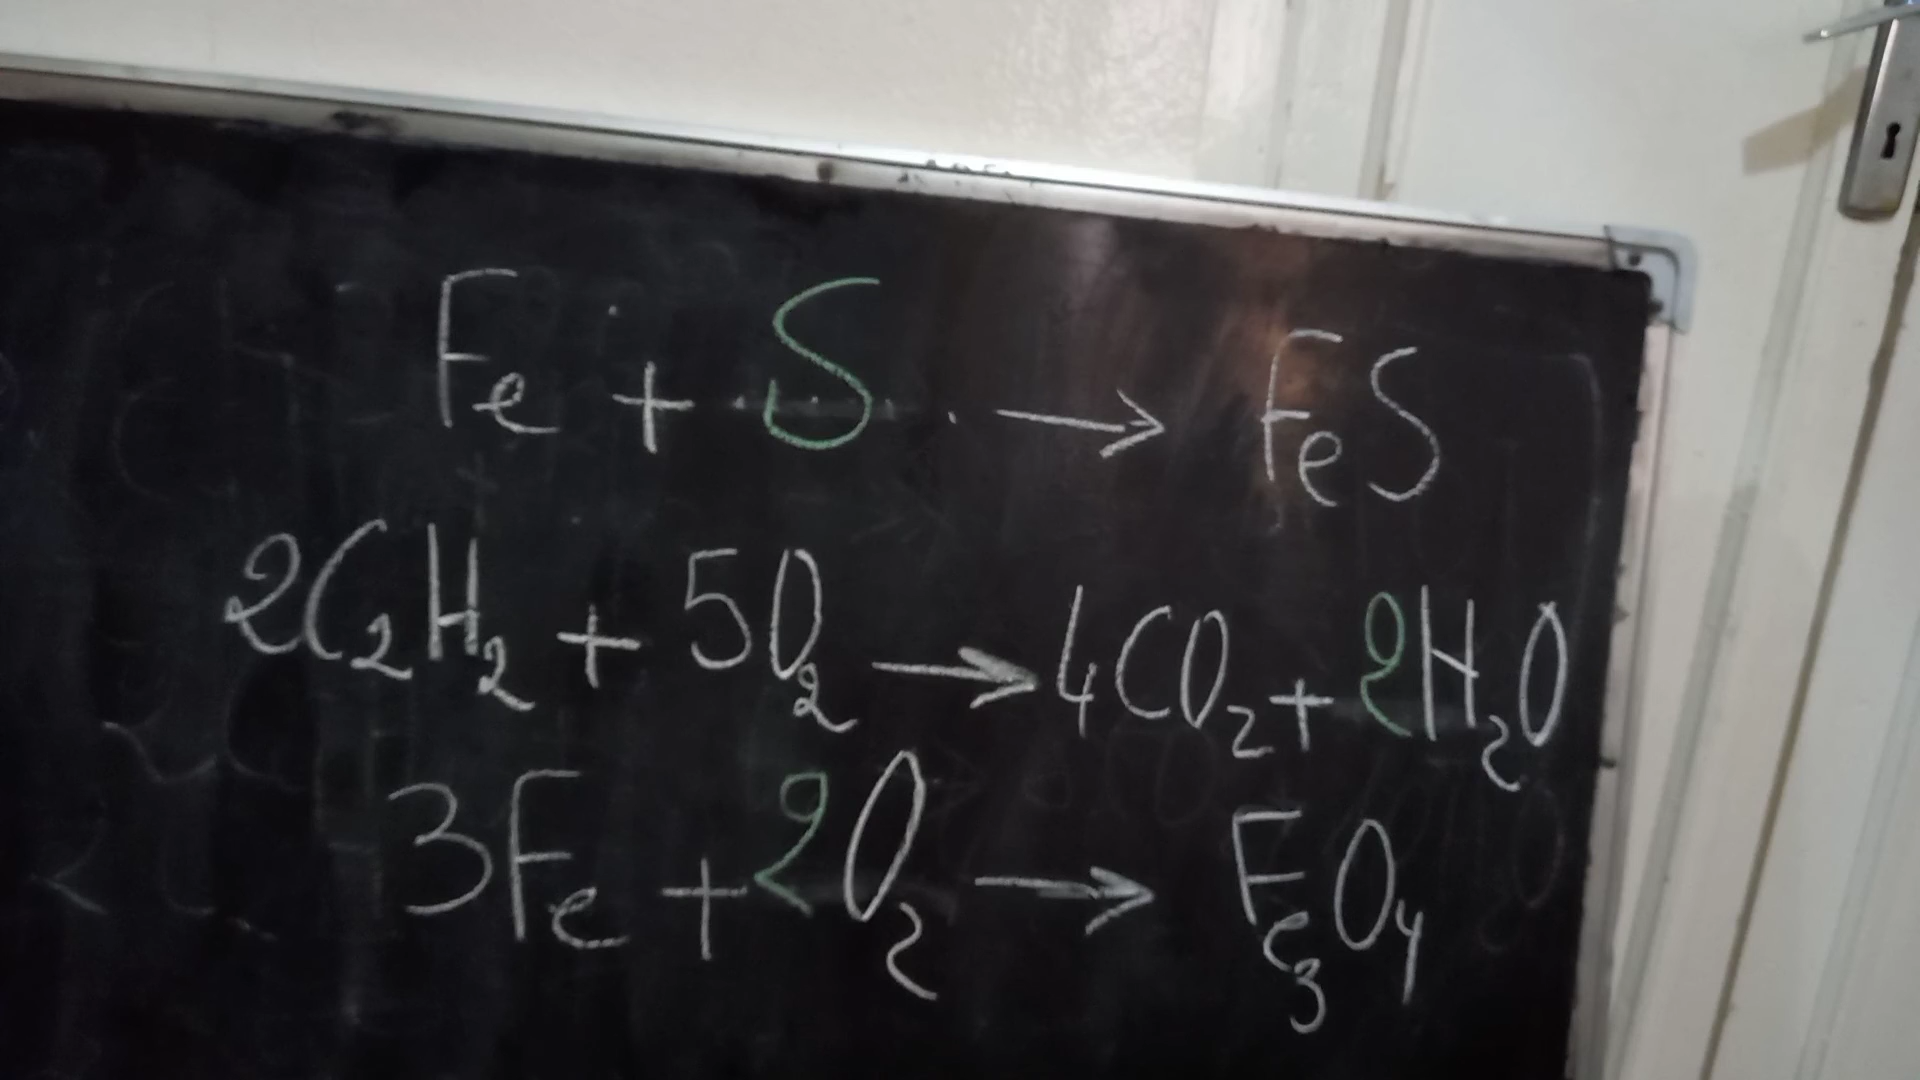 Fe + S → FeS
2C₂H₂ + 5O₂ → 4CO₂ + 2H₂O
3Fe + 2O₂ → Fe₃O₄